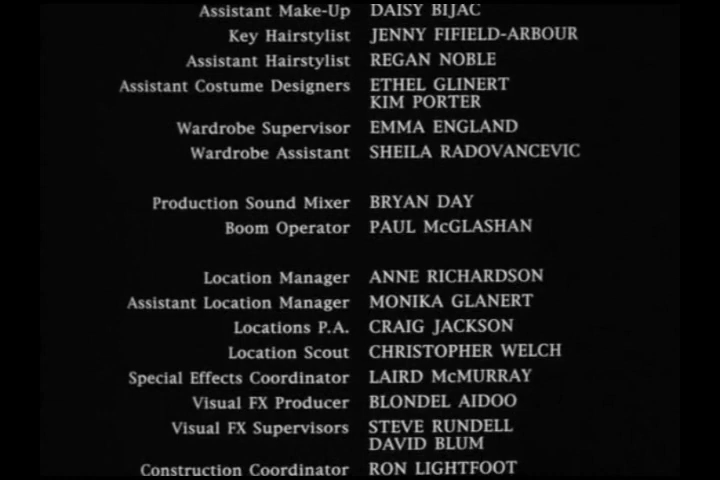 Assistant Make-Up DAISY BIJAC
Key Hairstylist JENNY FIFIELD-ARBOUR
Assistant Hairstylist REGAN NOBLE
Assistant Costume Designers ETHEL GLINERT
KIM PORTER
Wardrobe Supervisor EMMA ENGLAND
Wardrobe Assistant SHEILA RADOVANCEVIC
Production Sound Mixer BRYAN DAY
Boom Operator PAUL McGLASHAN
Location Manager ANNE RICHARDSON
Assistant Location Manager MONIKA GLANERT
Locations P.A. CRAIG JACKSON
Location Scout CHRISTOPHER WELCH
Special Effects Coordinator LAIRD McMURRAY
Visual FX Producer BLONDEL AIDOO
Visual FX Supervisors STEVE RUNDELL
DAVID BLUM
Construction Coordinator RON LIGHTFOOT